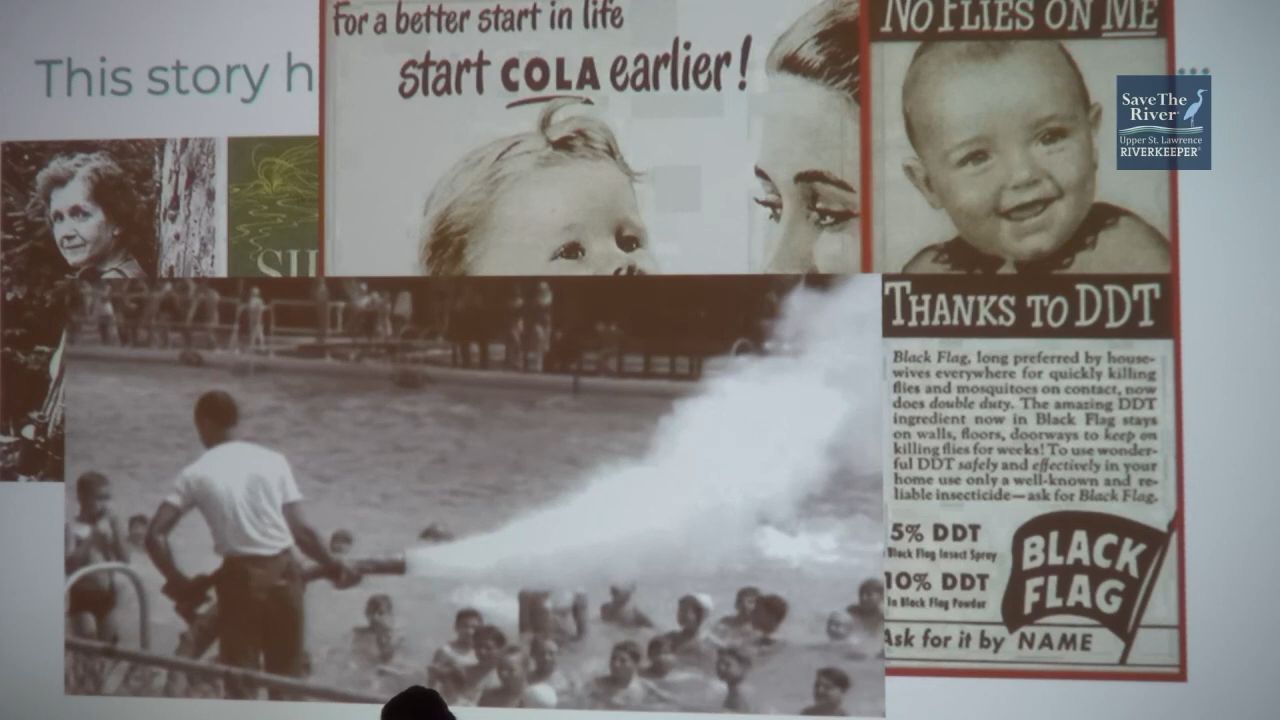 This story h
For a better start in life
start COLA earlier!
SI
NO FLIES ON ME
THANKS TO DDT
Black Flag, long preferred by house-
wives everywhere for quickly killing
flies and mosquitoes on contact, now
does double duty. The amazing DDT
ingredient now in Black Flag stays
on walls, floors, doorways to keep on
killing flies for weeks! To use wonder-
ful DDT safely and effectively in your
home use only a well-known and re-
liable insecticide—ask for Black Flag.
5% DDT
Black Flag Insect Spray
10% DDT
In Black Flag Powder
BLACK
FLAG
Ask for it by NAME
Save The
River
Upper St. Lawrence
RIVERKEEPER®